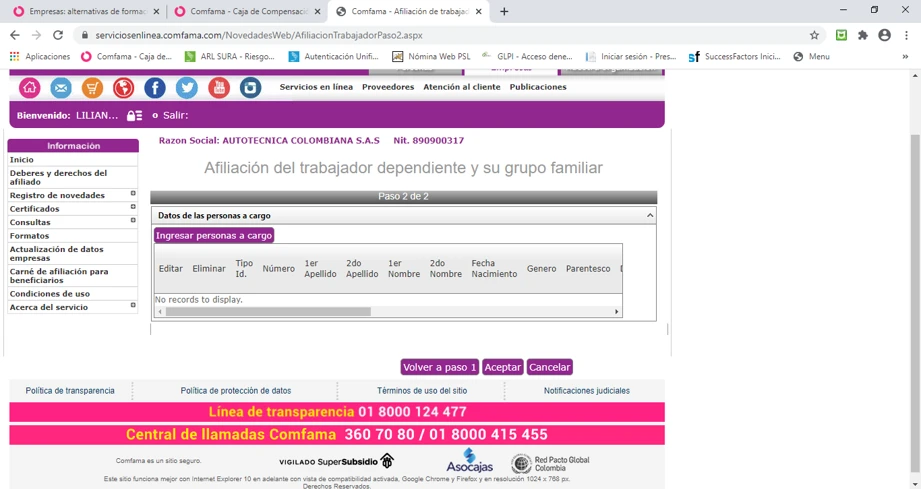 Empresas: alternativas de formac
Comfama - Caja de Compensació
Comfama - Afiliación de trabajad
serviciosenlinea.comfama.com/NovedadesWeb/AfiliacionTrabajadorPaso2.aspx
Aplicaciones
Comfama - Caja de...
ARL SURA - Riesgo...
Autenticación Unifi...
Nómina Web PSL
GLPI - Acceso dene...
Iniciar sesión - Pres...
SuccessFactors Inici...
Menu
»
Servicios en línea
Proveedores
Atención al cliente
Publicaciones
Bienvenido: LILIAN...
Salir:
Información
Inicio
Deberes y derechos del
afiliado
Registro de novedades
Certificados
Consultas
Formatos
Actualización de datos
empresas
Carné de afiliación para
beneficiarios
Condiciones de uso
Acerca del servicio
Razon Social: AUTOTECNICA COLOMBIANA S.A.S Nit. 890900317
Afiliación del trabajador dependiente y su grupo familiar
Paso 2 de 2
Datos de las personas a cargo
Ingresar personas a cargo
Editar
Eliminar
Tipo
Id.
Número
1er
Apellido
2do
Apellido
1er
Nombre
2do
Nombre
Fecha
Nacimiento
Genero
Parentesco
No records to display.
Volver a paso 1
Aceptar
Cancelar
Política de transparencia
Política de protección de datos
Términos de uso del sitio
Notificaciones judiciales
Línea de transparencia 01 8000 124 477
Central de llamadas Comfama 360 70 80 / 01 8000 415 455
Comfama es un sitio seguro.
VIGILADO SuperSubsidio
Asocajas
Red Pacto Global
Colombia
Este sitio funciona mejor con Internet Explorer 10 en adelante con vista de compatibilidad activada, Google Chrome y Firefox y en resolución 1024 x 768 px.
Derechos Reservados.